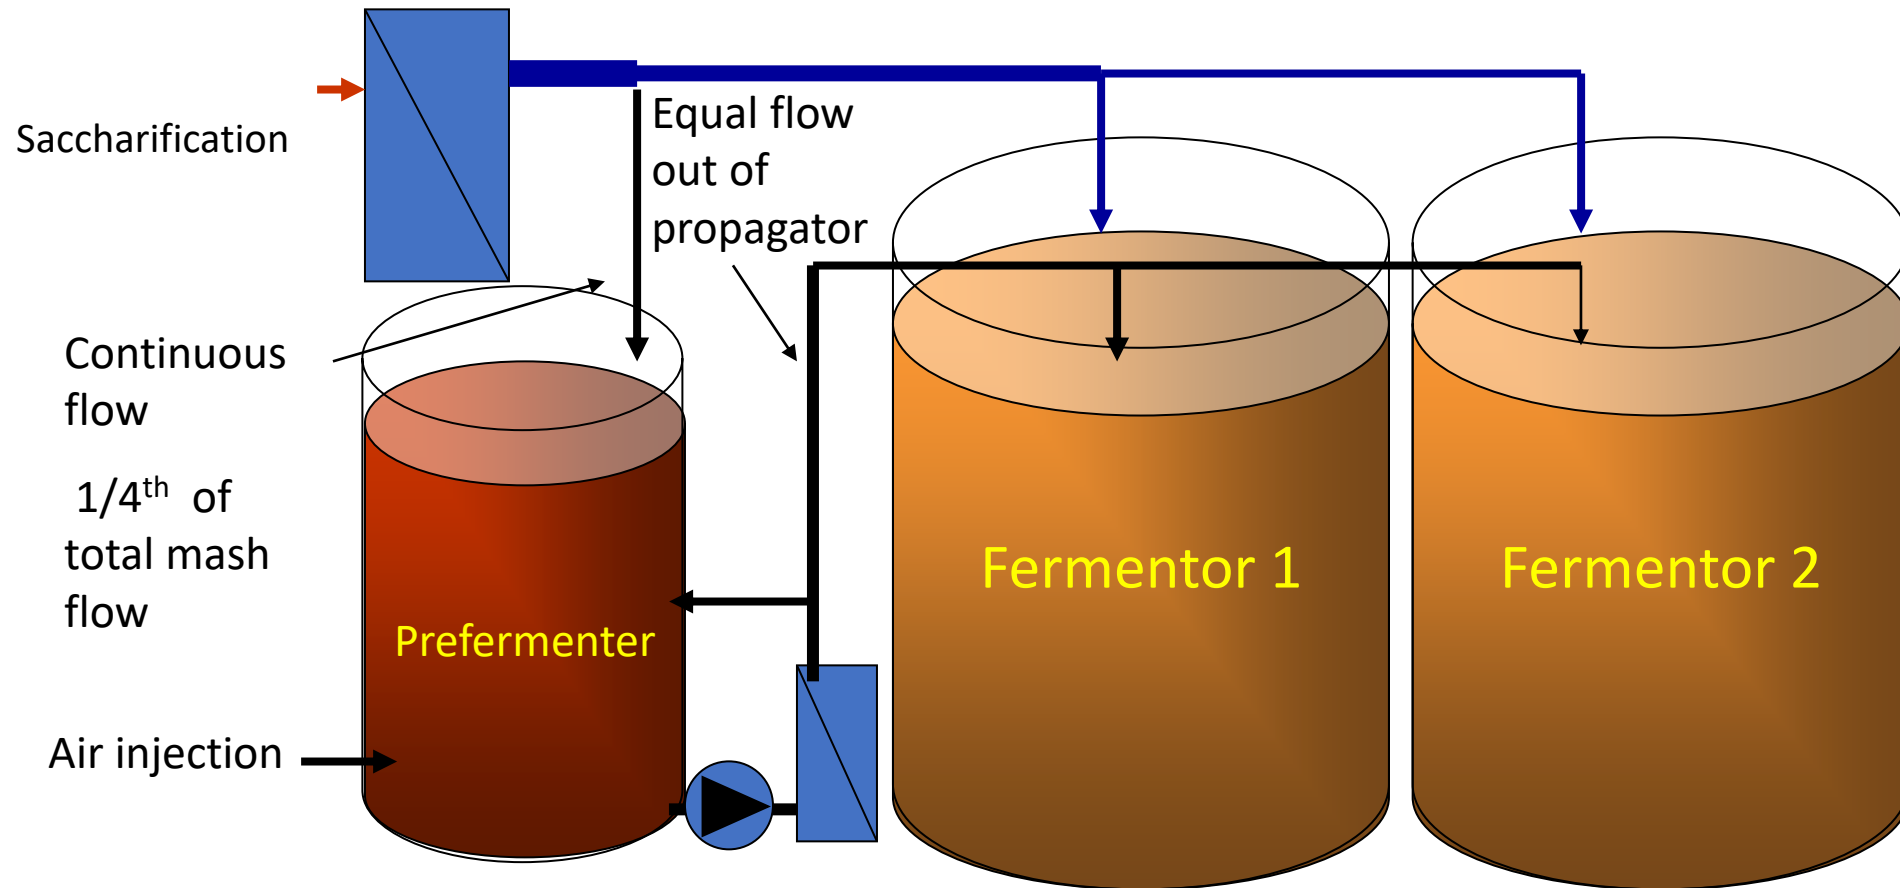 Saccharification
Equal flow
out of
propagator
Continuous
flow
1/4th of
total mash
flow
Prefermenter
Air injection
Fermentor 1
Fermentor 2